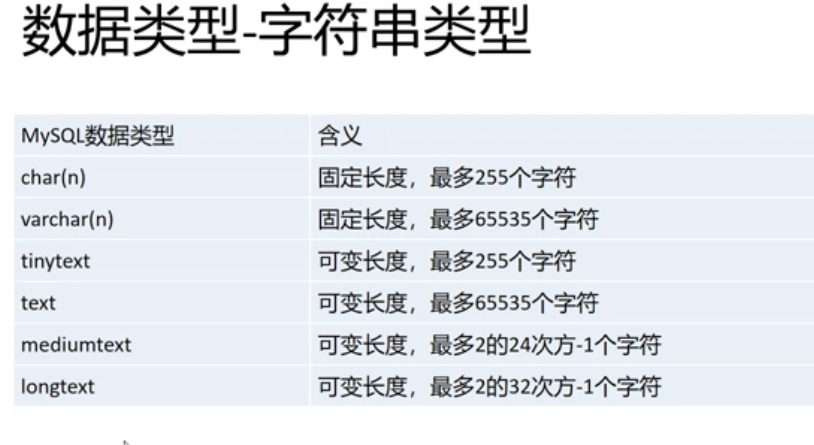 数据类型-字符串类型
MySQL数据类型 含义
char(n) 固定长度，最多255个字符
varchar(n) 固定长度，最多65535个字符
tinytext 可变长度，最多255个字符
text 可变长度，最多65535个字符
mediumtext 可变长度，最多2的24次方-1个字符
longtext 可变长度，最多2的32次方-1个字符